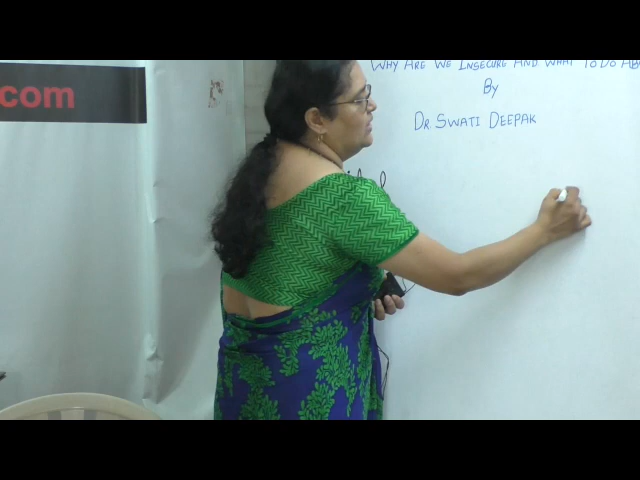 .com
WHY ARE WE INSECURE AND WHAT TO DO AB
BY
DR. SWATI DEEPAK